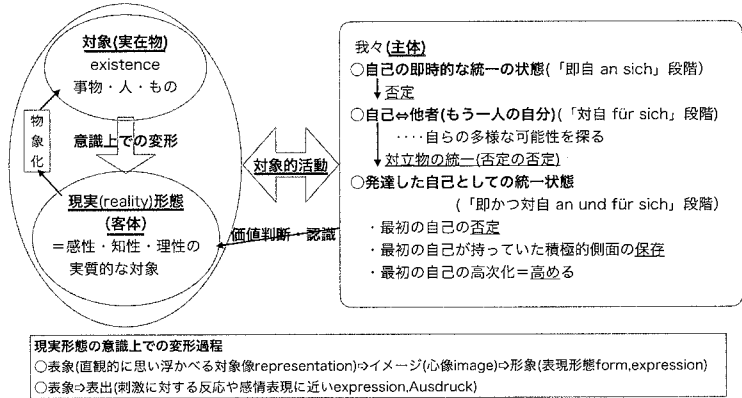 対象(実在物)
existence
事物・人・もの
物象化
意識上での変形
現実(reality)形態
(客体)
＝感性・知性・理性の
実質的な対象
対象的活動
価値判断・認識
我々(主体)
○自己の即時的な統一の状態(「即自 an sich」段階)
否定
○自己⇔他者(もう一人の自分)(「対自 für sich」段階)
‥‥自らの多様な可能性を探る
対立物の統一(否定の否定)
○発達した自己としての統一状態
(「即かつ対自 an und für sich」段階)
・最初の自己の否定
・最初の自己が持っていた積極的側面の保存
・最初の自己の高次化＝高める
現実形態の意識上での変形過程
○表象(直観的に思い浮かべる対象像representation)⇨イメージ(心像image)⇨形象(表現形態form,expression)
○表象⇨表出(刺激に対する反応や感情表現に近いexpression,Ausdruck)